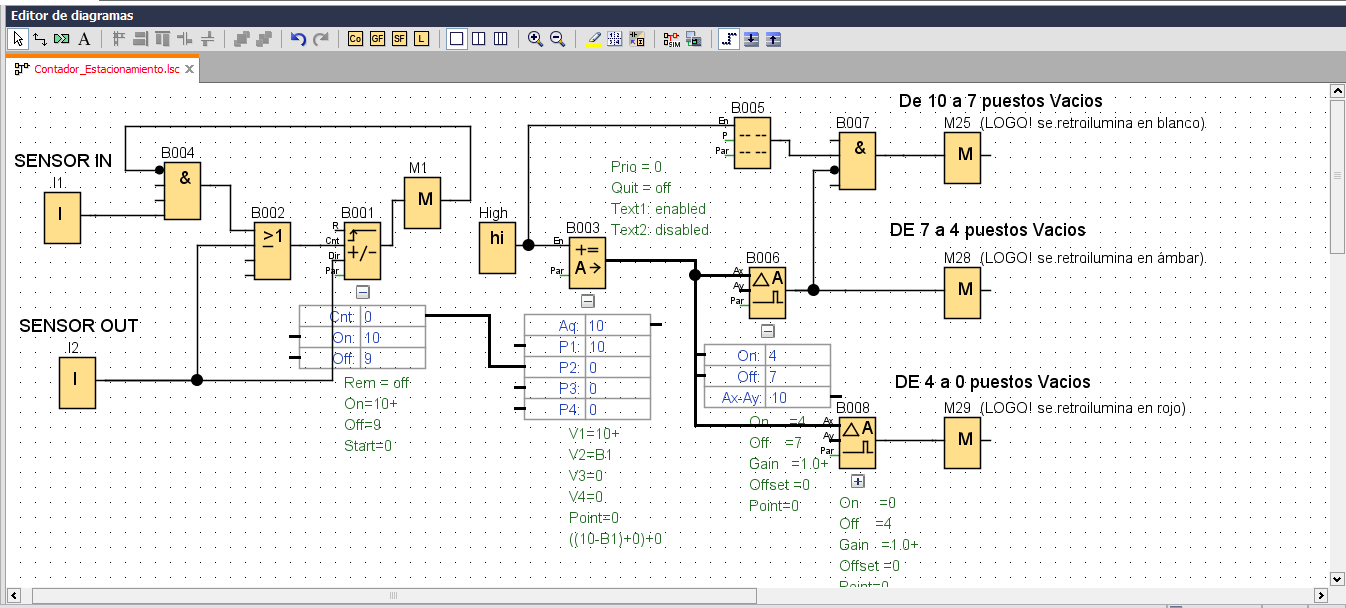 Editor de diagramas
A
Co GF SF L
SIM
Contador_Estacionamiento.lsc
De 10 a 7 puestos Vacios
B005
B007
M25 (LOGO! se retroilumina en blanco).
En
P
Par
&
M
SENSOR IN
B004
I1
&
I
M1
M
Prio = 0
Quit = off
Text1: enabled
Text2: disabled
B002
>1
B001
R
Cnt
Dir
Par
+/-
High
hi
B003
En
Par
+=
A→
DE 7 a 4 puestos Vacios
B006
M28 (LOGO! se retroilumina en ámbar).
Ax
Ay
Par
△A
M
SENSOR OUT
I2
I
Cnt: 0
On: 10
Off: 9
Rem = off
On=10+
Off=9
Start=0
Aq: 10
P1: 10
P2: 0
P3: 0
P4: 0
V1=10+
V2=B1
V3=0
V4=0
Point=0
((10-B1)+0)+0
On: 4
Off: 7
Ax-Ay: 10
On =4
Off =7
Gain =1.0+
Offset =0
Point=0
DE 4 a 0 puestos Vacios
B008
M29 (LOGO! se retroilumina en rojo)
Ax
Ay
Par
△A
M
On =0
Off =4
Gain =1.0+
Offset =0
Point=0